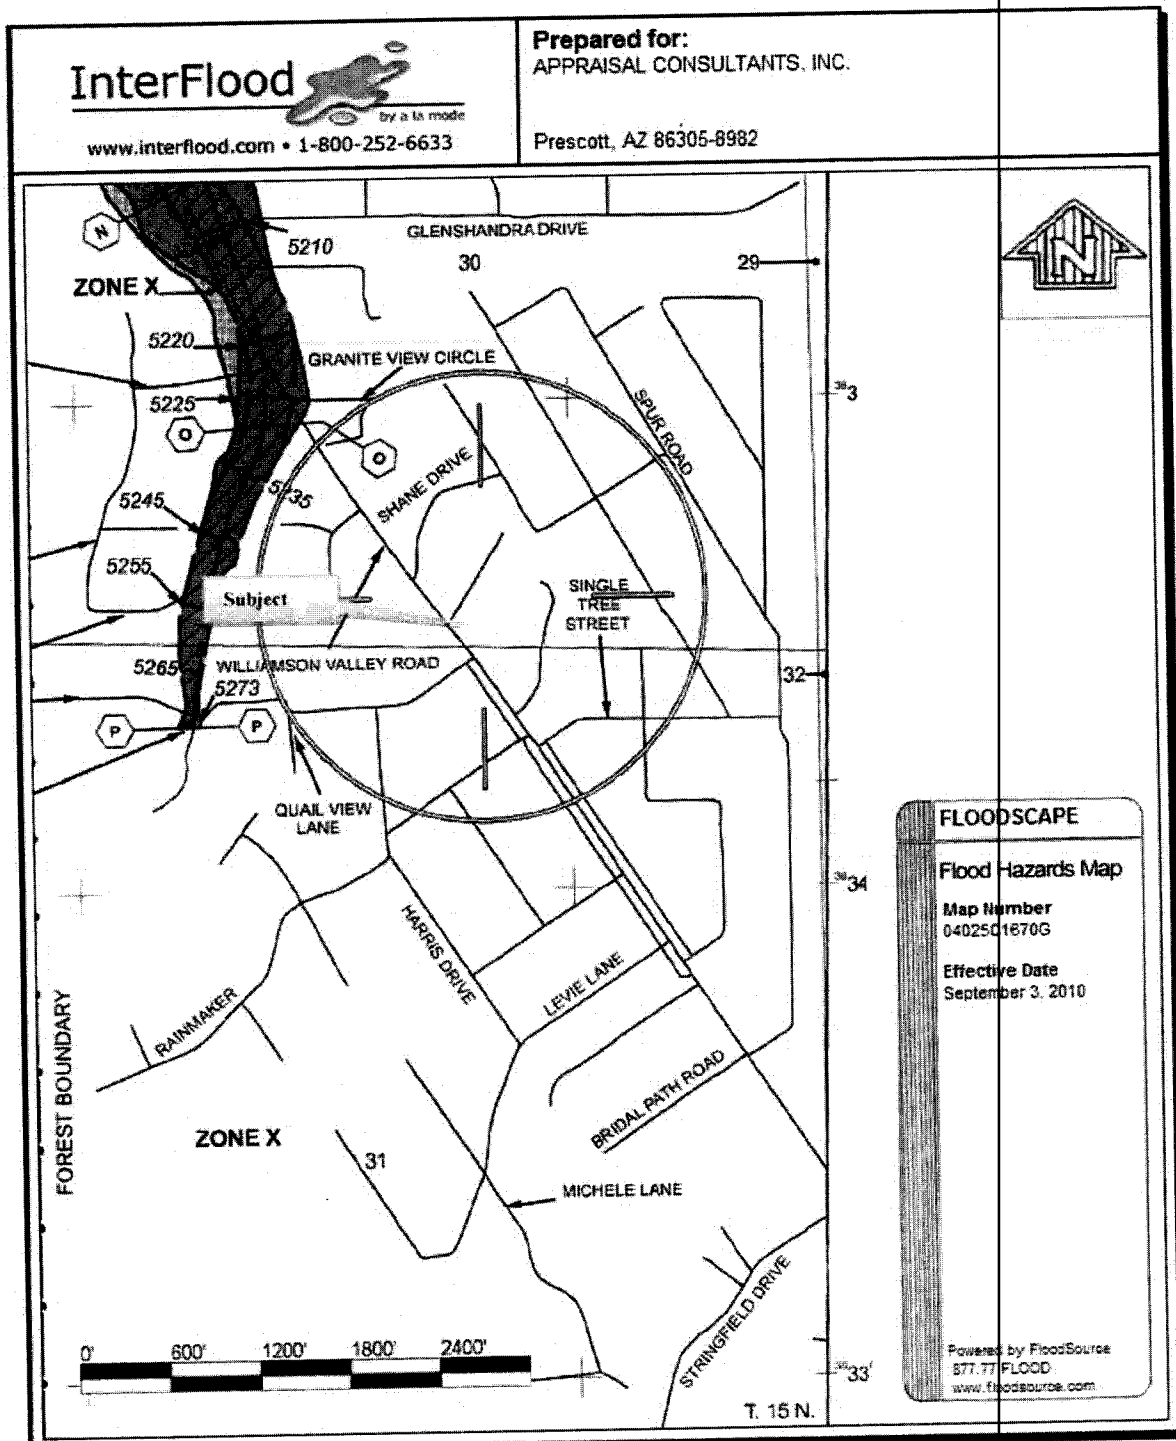 InterFlood
by a la mode
www.interflood.com • 1-800-252-6633
Prepared for:
APPRAISAL CONSULTANTS, INC.
Prescott, AZ 86305-8982
N
N
5210
GLENSHANDRA DRIVE
30
29
ZONE X
5220
GRANITE VIEW CIRCLE
5225
O
O
SPUR ROAD
SHANE DRIVE
5235
5245
5255
Subject
SINGLE
TREE
STREET
5265
WILLIAMSON VALLEY ROAD
5273
32
P
P
QUAIL VIEW
LANE
HARRIS DRIVE
LEVIE LANE
RAINMAKER
FOREST BOUNDARY
BRIDAL PATH ROAD
ZONE X
31
MICHELE LANE
STRINGFIELD DRIVE
0' 600' 1200' 1800' 2400'
T. 15 N.
3
34
33'
FLOODSCAPE
Flood Hazards Map
Map Number
04025C1670G
Effective Date
September 3, 2010
Powered by FloodSource
877.77.FLOOD
www.floodsource.com